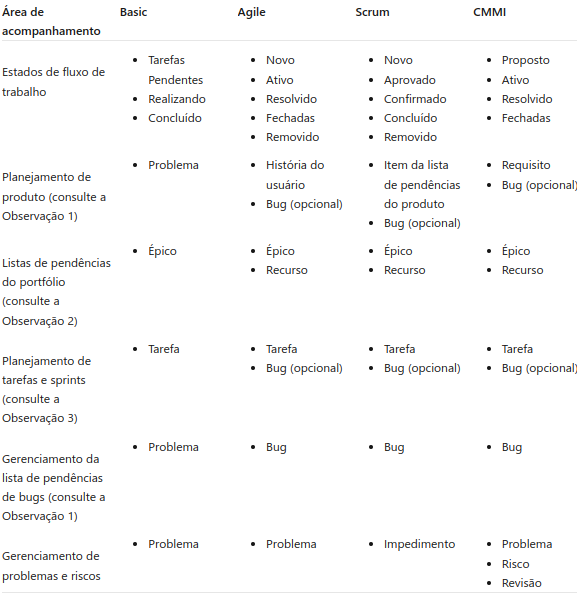 Área de
acompanhamento
Basic
Agile
Scrum
CMMI
Estados de fluxo de
trabalho
Tarefas
Pendentes
Realizando
Concluído
Novo
Ativo
Resolvido
Fechadas
Removido
Novo
Aprovado
Confirmado
Concluído
Removido
Proposto
Ativo
Resolvido
Fechadas
Planejamento de
produto (consulte a
Observação 1)
Problema
História do
usuário
Bug (opcional)
Item da lista
de pendências
do produto
Bug (opcional)
Requisito
Bug (opcional)
Listas de pendências
do portfólio
(consulte a
Observação 2)
Épico
Épico
Recurso
Épico
Recurso
Épico
Recurso
Planejamento de
tarefas e sprints
(consulte a
Observação 3)
Tarefa
Tarefa
Bug (opcional)
Tarefa
Bug (opcional)
Tarefa
Bug (opcional)
Gerenciamento da
lista de pendências
de bugs (consulte a
Observação 1)
Problema
Bug
Bug
Bug
Gerenciamento de
problemas e riscos
Problema
Problema
Impedimento
Problema
Risco
Revisão